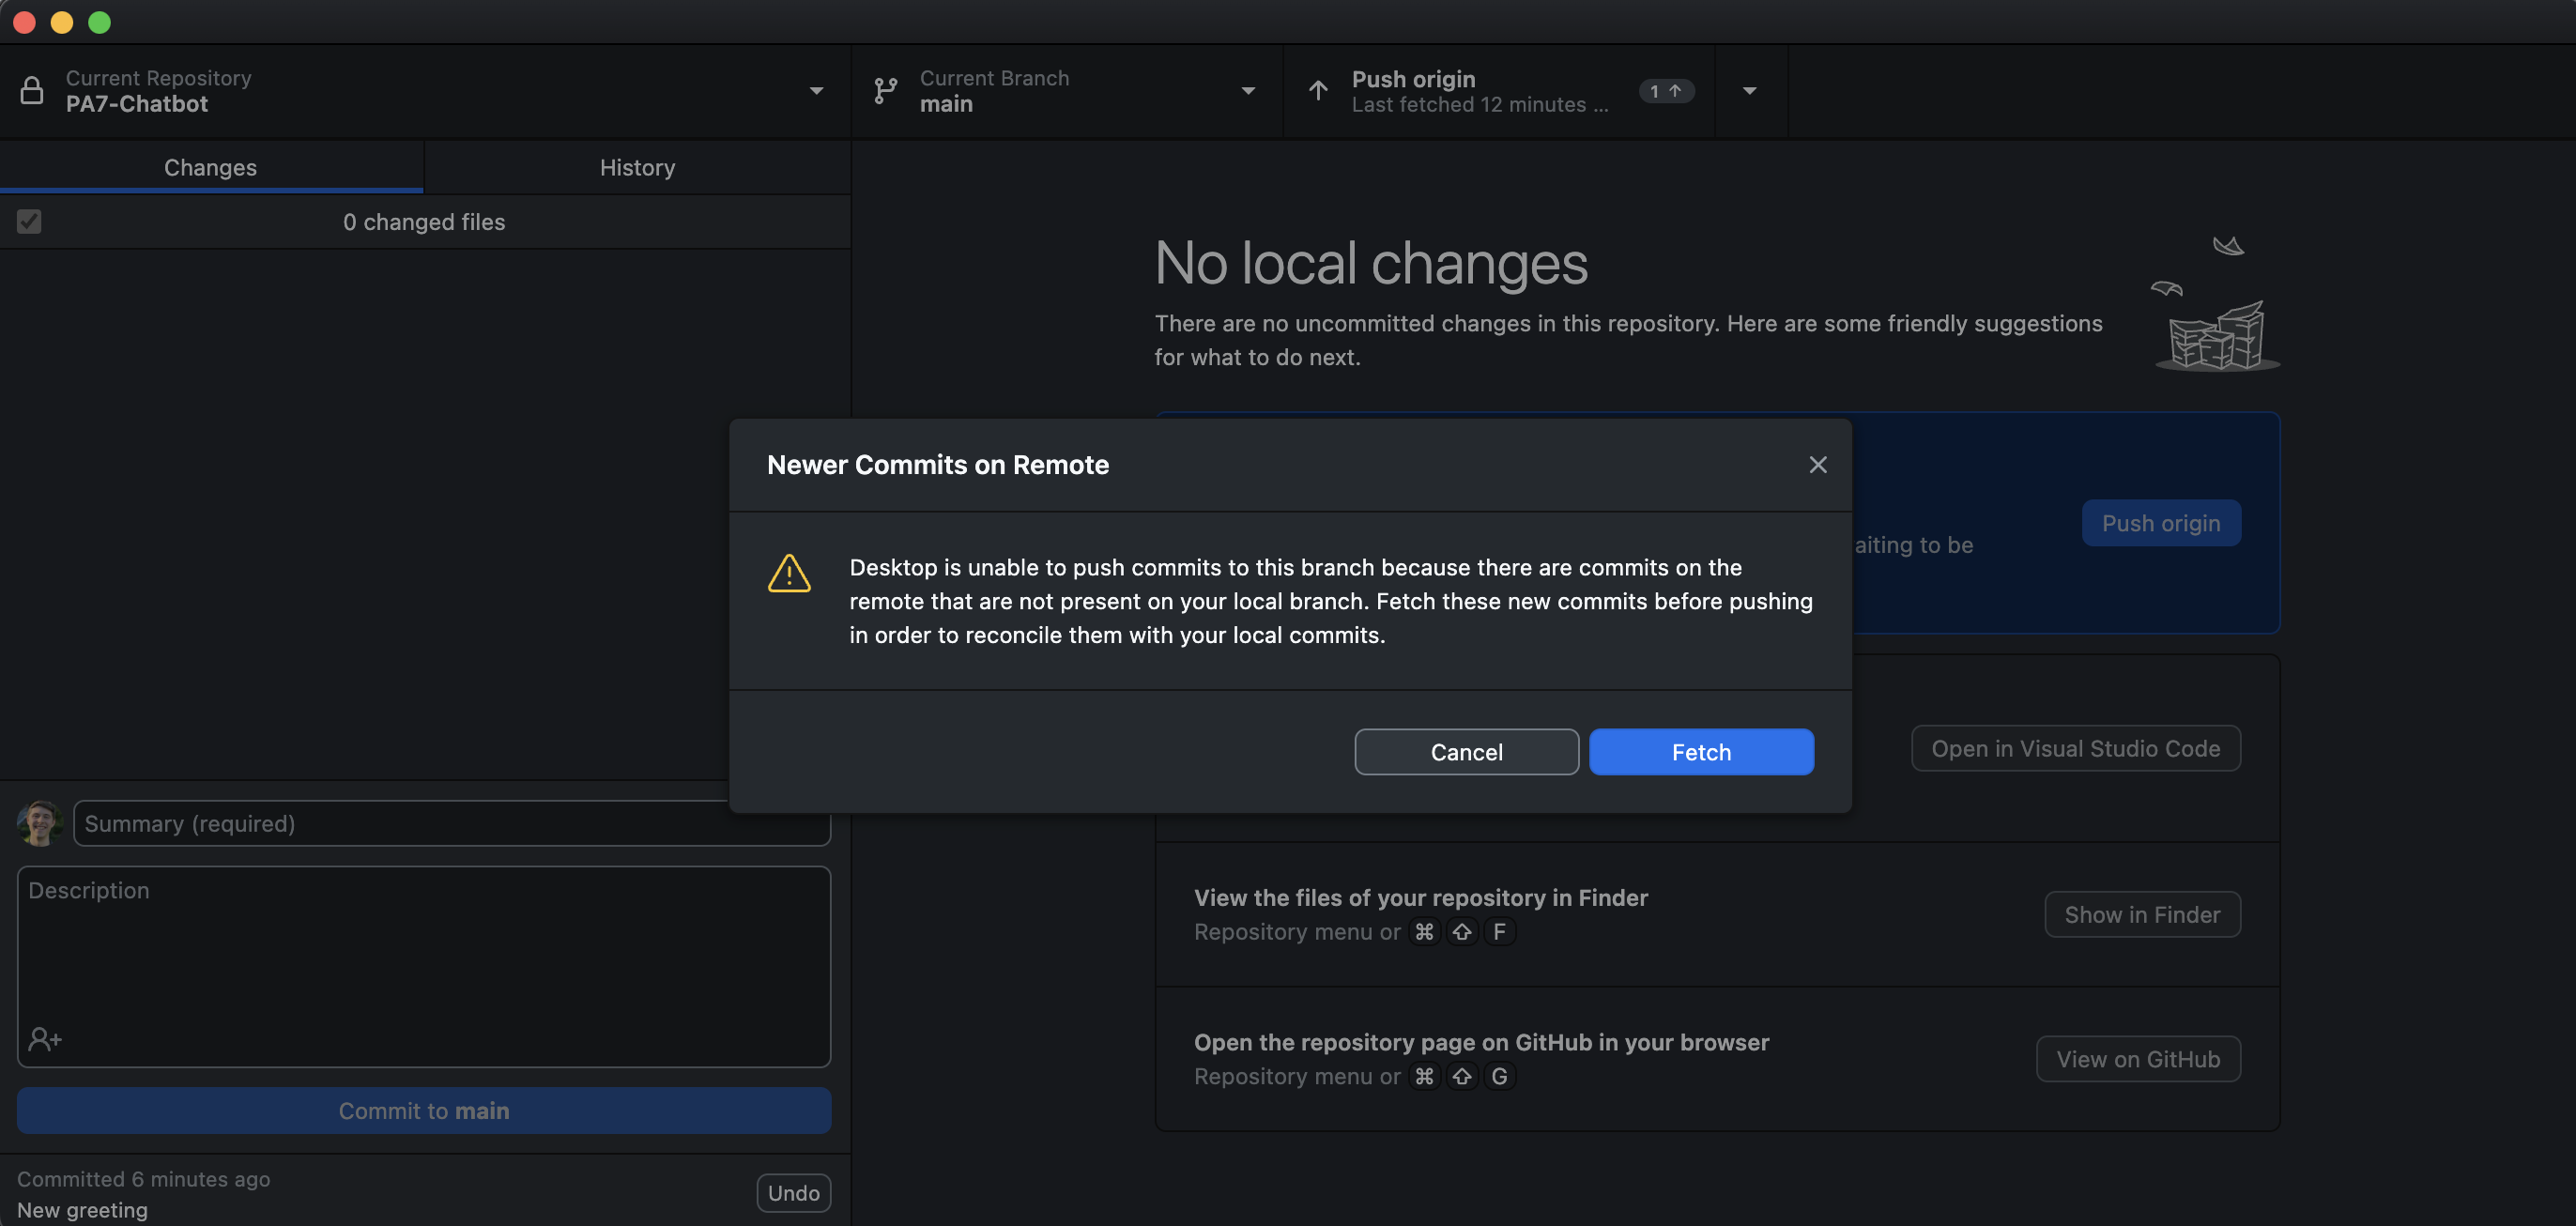 Current Repository
PA7-Chatbot
Current Branch
main
Push origin
Last fetched 12 minutes ...
1
Changes
History
0 changed files
No local changes
There are no uncommitted changes in this repository. Here are some friendly suggestions
for what to do next.
Newer Commits on Remote
Desktop is unable to push commits to this branch because there are commits on the
remote that are not present on your local branch. Fetch these new commits before pushing
in order to reconcile them with your local commits.
Cancel
Fetch
aiting to be
Push origin
Open in Visual Studio Code
View the files of your repository in Finder
Repository menu or ⌘ ⇧ F
Show in Finder
Open the repository page on GitHub in your browser
Repository menu or ⌘ ⇧ G
View on GitHub
Summary (required)
Description
Commit to main
Committed 6 minutes ago
New greeting
Undo